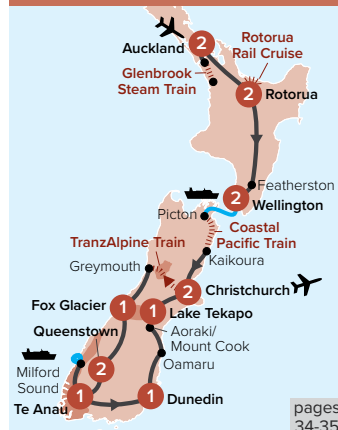 2
Auckland
Rotorua
Rail Cruise
Glenbrook
Steam Train
2
Rotorua
Featherston
2
Wellington
Picton
Coastal
Pacific Train
TranzAlpine Train
Kaikoura
Greymouth
2
Christchurch
Fox Glacier
1
1
Lake Tekapo
Queenstown
Aoraki/
Mount Cook
Oamaru
2
Milford
Sound
1
Te Anau
1
Dunedin
pages
34-35